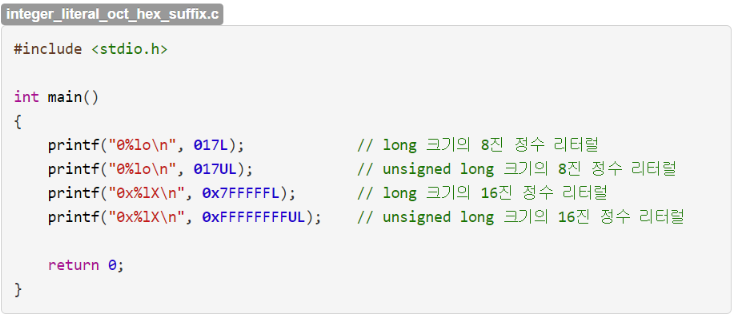 integer_literal_oct_hex_suffix.c
#include <stdio.h>
int main()
{
printf("0%lo\n", 017L); // long 크기의 8진 정수 리터럴
printf("0%lo\n", 017UL); // unsigned long 크기의 8진 정수 리터럴
printf("0x%lX\n", 0x7FFFFFL); // long 크기의 16진 정수 리터럴
printf("0x%lX\n", 0xFFFFFFFFUL); // unsigned long 크기의 16진 정수 리터럴
return 0;
}